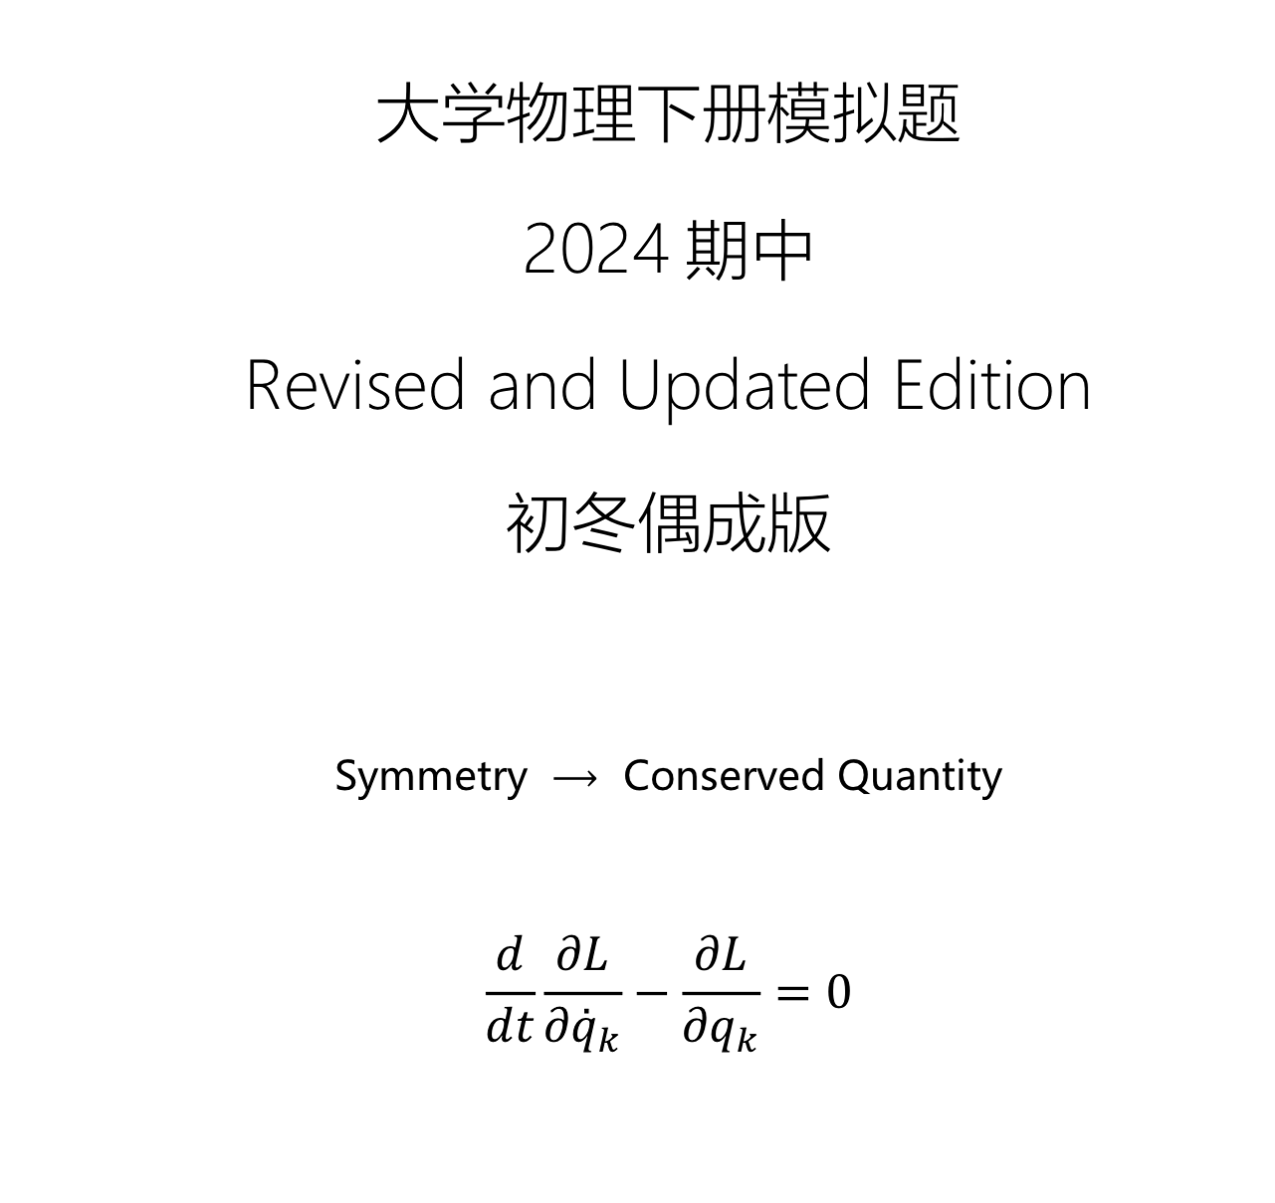 大学物理下册模拟题
2024 期中
Revised and Updated Edition
初冬偶成版
Symmetry ⟶ Conserved Quantity
\frac{d}{dt}\frac{\partial L}{\partial \dot{q}_k} - \frac{\partial L}{\partial q_k} = 0